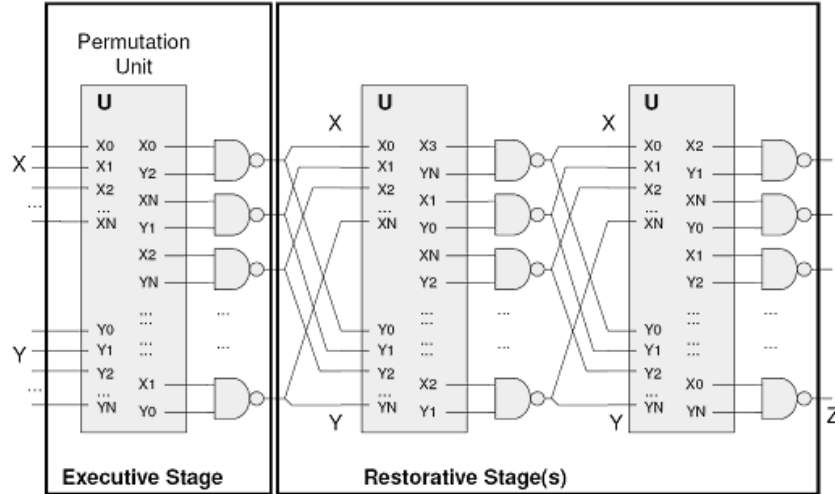 Permutation
Unit
U
U
U
X
X
X0 X0
X0 X3
X0 X2
X
X1 Y2
X1 YN
X1 Y1
X2 XN
X2 X1
X2 XN
... 
...
...
...
XN Y1
XN Y0
XN Y0
X2
XN
X1
YN
Y2
Y2
... ...
... ...
... ...
Y0 ...
Y0 ...
Y0 ...
Y
Y1 ...
Y1 ...
Y1 ...
Y2
Y2
Y2
...
... X1
... X2
... X0
YN Y0
YN Y1
YN YN
Y
Y
Z
Executive Stage
Restorative Stage(s)